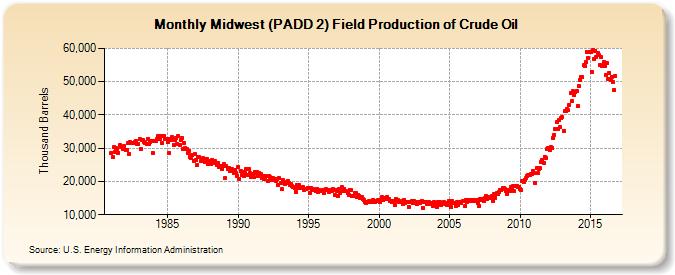 Monthly Midwest (PADD 2) Field Production of Crude Oil
Thousand Barrels
60,000
50,000
40,000
30,000
20,000
10,000
1985 1990 1995 2000 2005 2010 2015
Source: U.S. Energy Information Administration